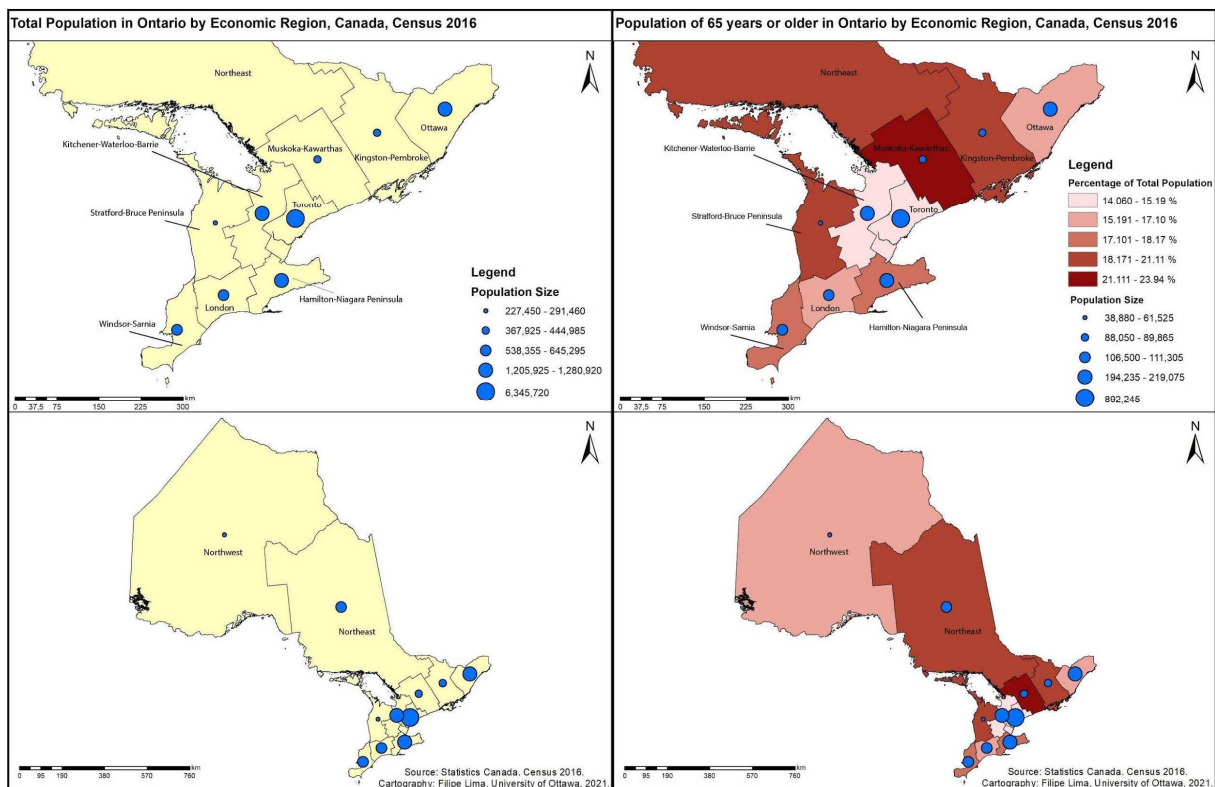 Total Population in Ontario by Economic Region, Canada, Census 2016
N
Northeast
Ottawa
Kitchener-Waterloo-Barrie
Muskoka-Kawarthas
Kingston-Pembroke
Stratford-Bruce Peninsula
Toronto
Legend
Population Size
227,450 - 291,460
367,925 - 444,985
538,355 - 645,295
1,205,925 - 1,280,920
6,345,720
Hamilton-Niagara Peninsula
London
Windsor-Sarnia
km
0 37,5 75 150 225 300
Population of 65 years or older in Ontario by Economic Region, Canada, Census 2016
N
Northeast
Ottawa
Kitchener-Waterloo-Barrie
Muskoka-Kawarthas
Kingston-Pembroke
Stratford-Bruce Peninsula
Toronto
Legend
Percentage of Total Population
14.060 - 15.19 %
15.191 - 17.10 %
17.101 - 18.17 %
18.171 - 21.11 %
21.111 - 23.94 %
Population Size
38,880 - 61,525
88,050 - 89,865
106,500 - 111,305
194,235 - 219,075
892,245
London
Hamilton-Niagara Peninsula
Windsor-Sarnia
km
0 37,5 75 150 225 300
N
Northwest
Northeast
km
0 95 190 380 570 760
Source: Statistics Canada. Census 2016.
Cartography: Filipe Lima, University of Ottawa, 2021.
N
Northwest
Northeast
km
0 95 190 380 570 760
Source: Statistics Canada. Census 2016.
Cartography: Filipe Lima, University of Ottawa, 2021.